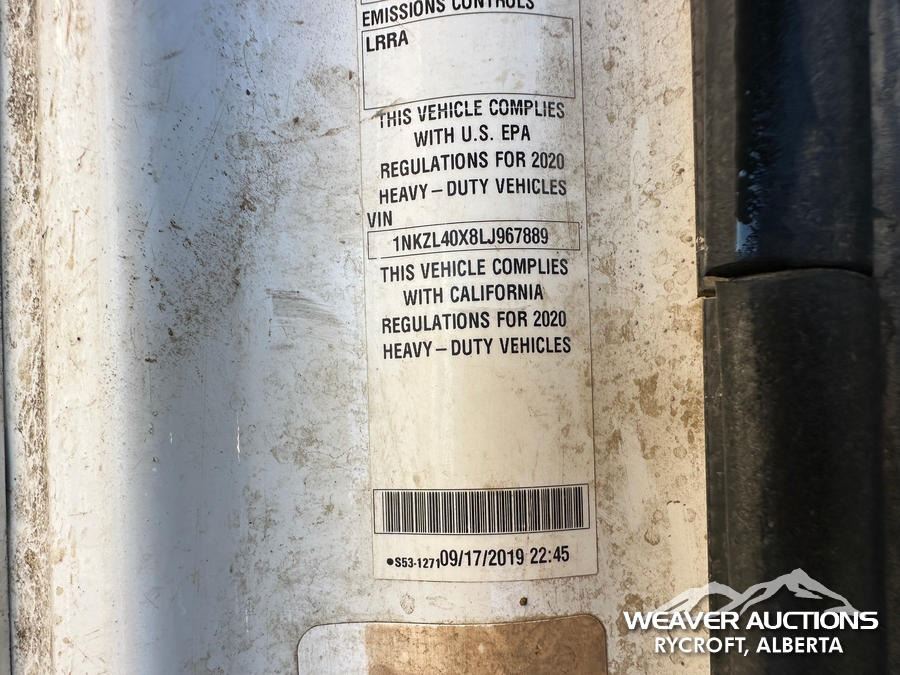 EMISSIONS CONTROLS
LRRA
THIS VEHICLE COMPLIES
WITH U.S. EPA
REGULATIONS FOR 2020
HEAVY-DUTY VEHICLES
VIN
1NKZL40X8LJ967889
THIS VEHICLE COMPLIES
WITH CALIFORNIA
REGULATIONS FOR 2020
HEAVY-DUTY VEHICLES
●S53-1271 09/17/2019 22:45
WEAVER AUCTIONS
RYCROFT, ALBERTA